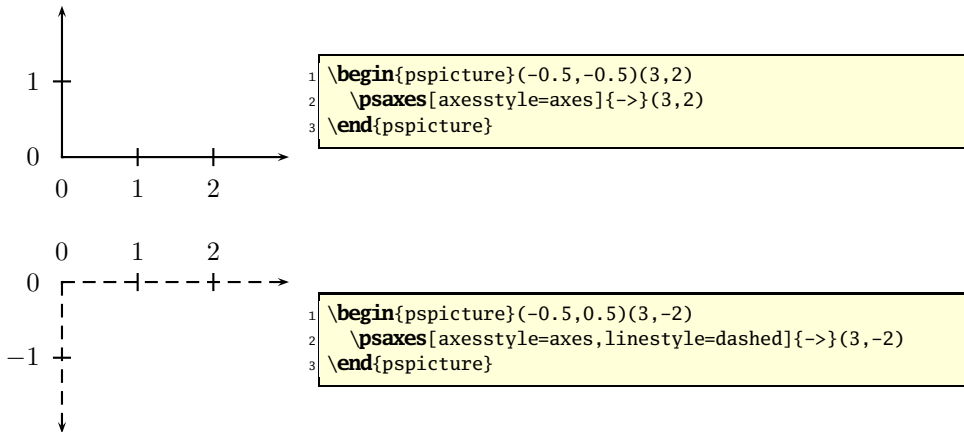 1
0
0 1 2
1 \begin{pspicture}(-0.5,-0.5)(3,2)
2 \psaxes[axesstyle=axes]{->}(3,2)
3 \end{pspicture}
0 1 2
0
−1
1 \begin{pspicture}(-0.5,0.5)(3,-2)
2 \psaxes[axesstyle=axes,linestyle=dashed]{->}(3,-2)
3 \end{pspicture}